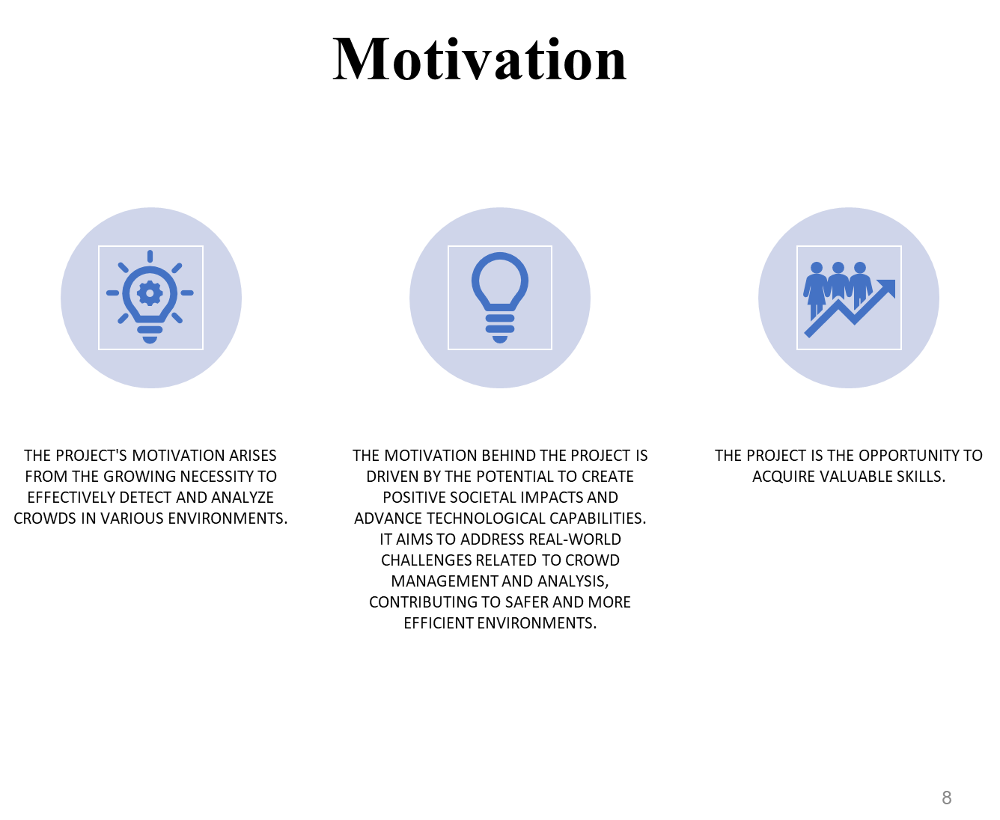 Motivation
THE PROJECT'S MOTIVATION ARISES
FROM THE GROWING NECESSITY TO
EFFECTIVELY DETECT AND ANALYZE
CROWDS IN VARIOUS ENVIRONMENTS.
THE MOTIVATION BEHIND THE PROJECT IS
DRIVEN BY THE POTENTIAL TO CREATE
POSITIVE SOCIETAL IMPACTS AND
ADVANCE TECHNOLOGICAL CAPABILITIES.
IT AIMS TO ADDRESS REAL-WORLD
CHALLENGES RELATED TO CROWD
MANAGEMENT AND ANALYSIS,
CONTRIBUTING TO SAFER AND MORE
EFFICIENT ENVIRONMENTS.
THE PROJECT IS THE OPPORTUNITY TO
ACQUIRE VALUABLE SKILLS.
8